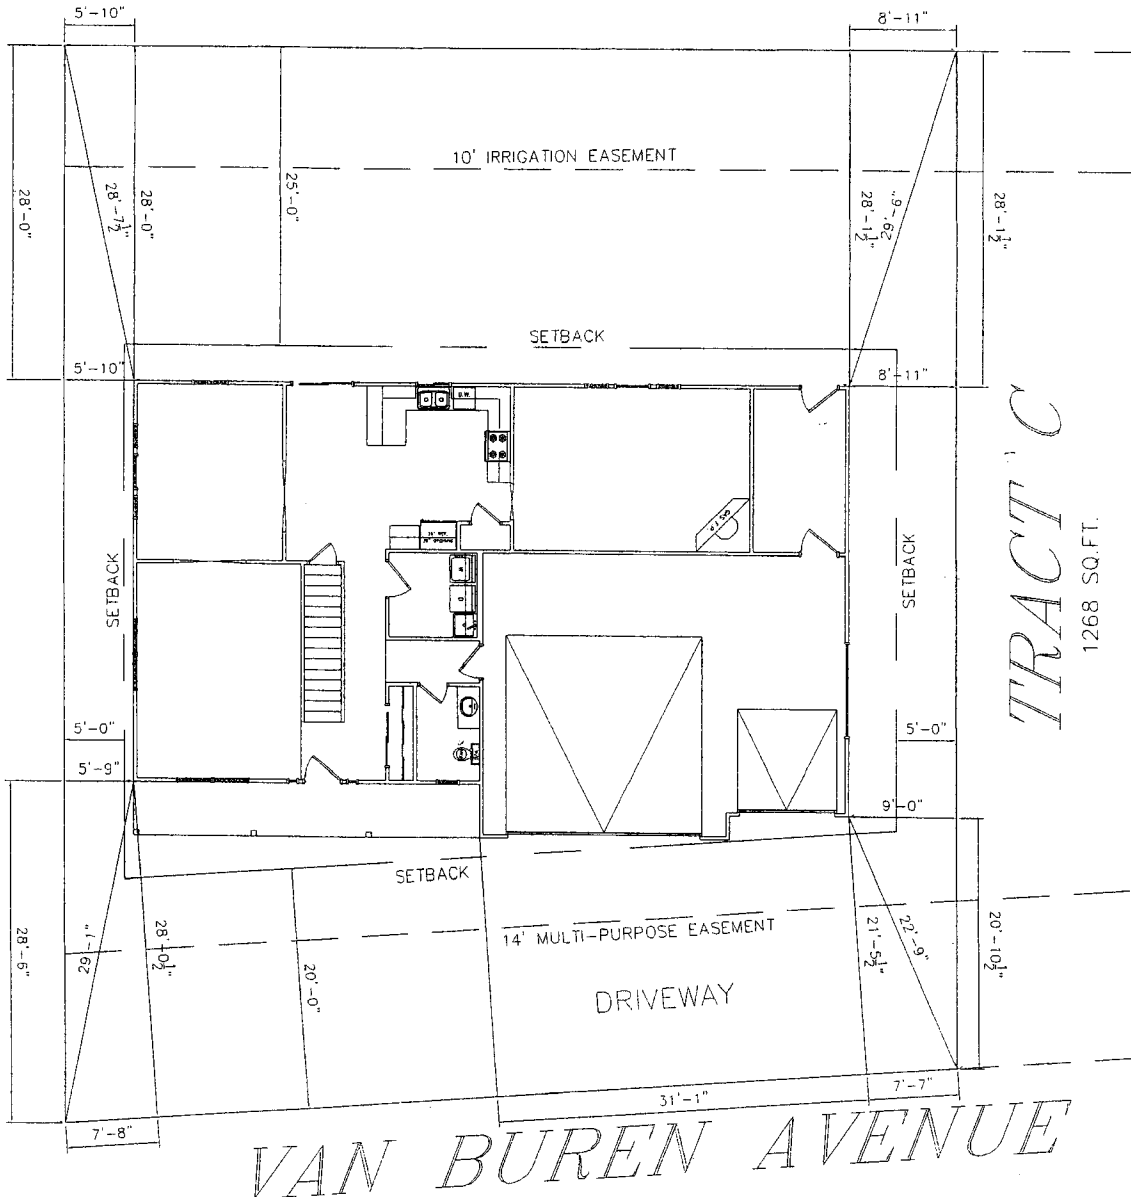 5'-10"
8'-11"
10' IRRIGATION EASEMENT
28'-0"
28'-7½"
28'-0"
25'-0"
28'-1½"
29'-6"
28'-1½"
SETBACK
5'-10"
8'-11"
D.W.
GAS F.P.
TRACT C
1268 SQ.FT.
SETBACK
SETBACK
5'-0"
5'-0"
5'-9"
9'-0"
SETBACK
28'-6"
29'-1"
28'-0½"
20'-0"
14' MULTI-PURPOSE EASEMENT
21'-5½"
22'-9"
20'-10½"
DRIVEWAY
7'-8"
31'-1"
7'-7"
VAN BUREN AVENUE